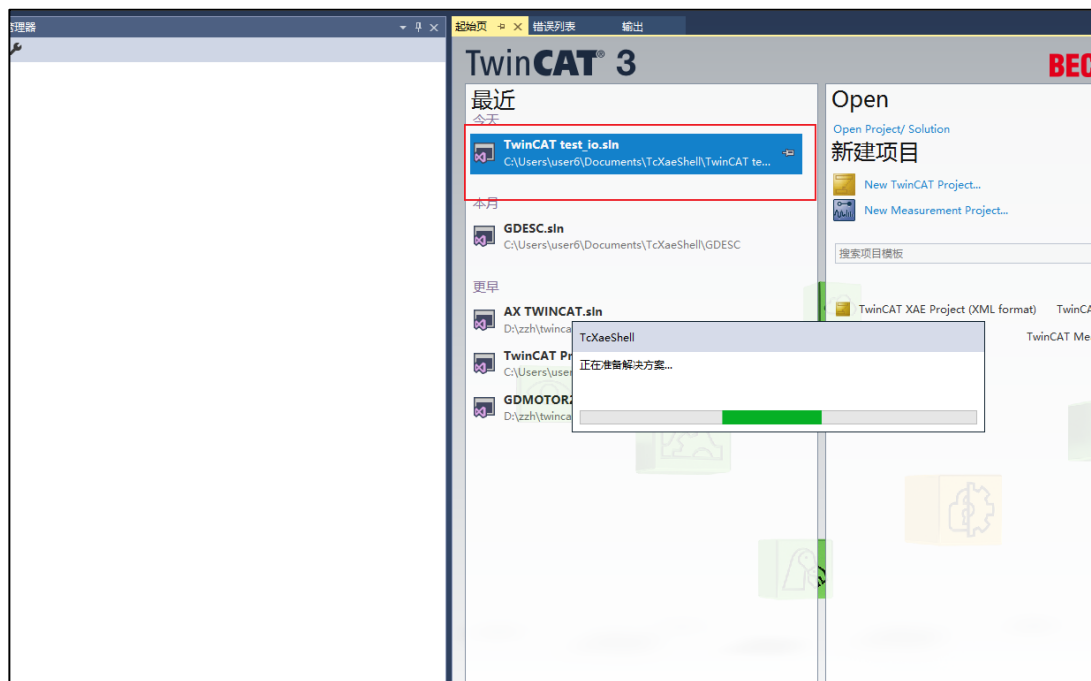 管理器
起始页
错误列表
输出
TwinCAT® 3
BEC
最近
今天
TwinCAT test_io.sln
C:\Users\user6\Documents\TcXaeShell\TwinCAT te...
本月
GDESC.sln
C:\Users\user6\Documents\TcXaeShell\GDESC
更早
AX TWINCAT.sln
D:\zzh\twinca
TwinCAT Pr
C:\Users\user
GDMOTOR2
D:\zzh\twinca
Open
Open Project/ Solution
新建项目
New TwinCAT Project...
New Measurement Project...
搜索项目模板
TwinCAT XAE Project (XML format)
TwinCA
TwinCAT Me
TcXaeShell
正在准备解决方案...